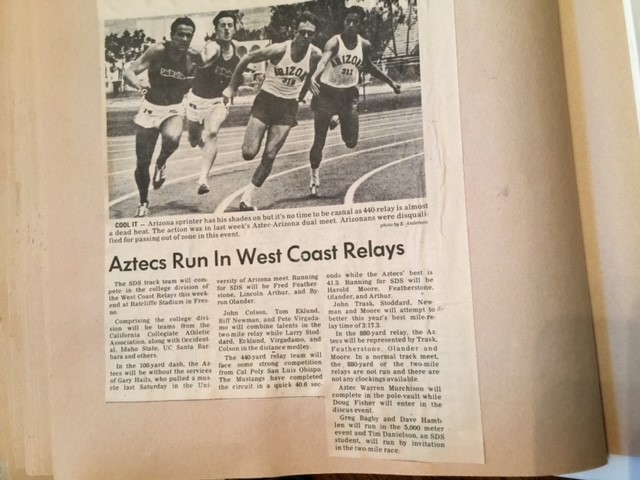 ARIZON
319
ARIZON
311
COOL IT — Arizona sprinter has his shades on but it's no time to be casual as 440-relay is almost
a dead heat. The action was in last week's Aztec-Arizona dual meet. Arizonans were disquali-
fied for passing out of zone in this event.
photo by E. Anderson
Aztecs Run In West Coast Relays
The SDS track team will com-
pete in the college division of
the West Coast Relays this week-
end at Ratcliffe Stadium in Fres-
no.
Comprising the college divi-
sion will be teams from the
California Collegiate Athletic
Association, along with Occident-
al, Idaho State, UC Santa Bar-
bara and others.
In the 100-yard dash, the Az-
tecs will be without the services
of Gary Hails, who pulled a mus-
cle last Saturday in the Uni-
versity of Arizona meet. Running
for SDS will be Fred Feather-
stone, Lincoln Arthur, and By-
ron Olander.
John Colson, Tom Eklund,
Biff Newman, and Pete Virgada-
mo will combine talents in the
two-mile relay while Larry Stod-
dard, Ecklund, Virgadamo, and
Colson in the distance medley.
The 440-yard relay team will
face some strong competition
from Cal Poly San Luis Obispo.
The Mustangs have completed
the circuit in a quick 40.6 sec-
onds while the Aztecs' best is
41.3. Running for SDS will be
Harold Moore, Featherstone,
Olander, and Arthur.
John Trask, Stoddard, New-
man and Moore will attempt to
better this year's best mile-re-
lay time of 3:17.3.
In the 880-yard relay, the Az-
tecs will be represented by Trask,
Featherstone, Olander and
Moore. In a normal track meet,
the 880-yard or the two-mile
relays are not run and there are
not any clockings available.
Aztec Warren Murchison will
complete in the pole-vault while
Doug Fisher will enter in the
discus event.
Greg Bagby and Dave Hamb-
len will run in the 5,000 meter
event and Tim Danielson, an SDS
student, will run by invitation
in the two-mile race.